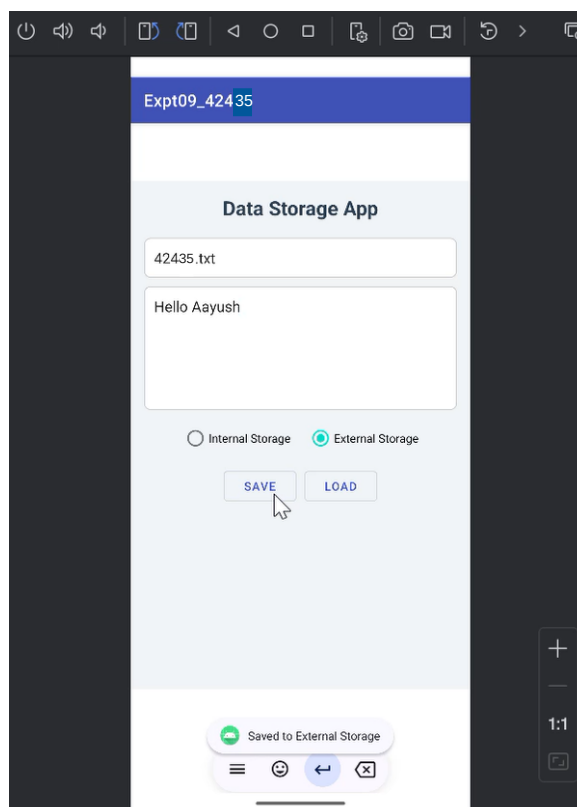 Expt09_42435
Data Storage App
42435.txt
Hello Aayush
Internal Storage External Storage
SAVE LOAD
1:1
Saved to External Storage